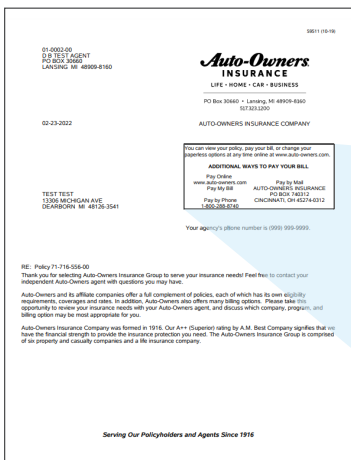 59511 (10-19)
01-0002-00
D B TEST AGENT
PO BOX 30660
LANSING MI 48909-8160
Auto-Owners
INSURANCE
LIFE • HOME • CAR • BUSINESS
PO Box 30660 • Lansing, MI 48909-8160
517.323.1200
02-23-2022
AUTO-OWNERS INSURANCE COMPANY
You can view your policy, pay your bill, or change your
paperless options at any time online at www.auto-owners.com.
ADDITIONAL WAYS TO PAY YOUR BILL
Pay Online
www.auto-owners.com
Pay My Bill
Pay by Phone
1-800-288-8740
Pay by Mail
AUTO-OWNERS INSURANCE
PO BOX 740312
CINCINNATI, OH 45274-0312
TEST TEST
13306 MICHIGAN AVE
DEARBORN MI 48126-3541
Your agency's phone number is (999) 999-9999.
RE: Policy 71-716-556-00
Thank you for selecting Auto-Owners Insurance Group to serve your insurance needs! Feel free to contact your
independent Auto-Owners agent with questions you may have.
Auto-Owners and its affiliate companies offer a full complement of policies, each of which has its own eligibility
requirements, coverages and rates. In addition, Auto-Owners also offers many billing options. Please take this
opportunity to review your insurance needs with your Auto-Owners agent, and discuss which company, program, and
billing option may be most appropriate for you.
Auto-Owners Insurance Company was formed in 1916. Our A++ (Superior) rating by A.M. Best Company signifies that we
have the financial strength to provide the insurance protection you need. The Auto-Owners Insurance Group is comprised
of six property and casualty companies and a life insurance company.
Serving Our Policyholders and Agents Since 1916